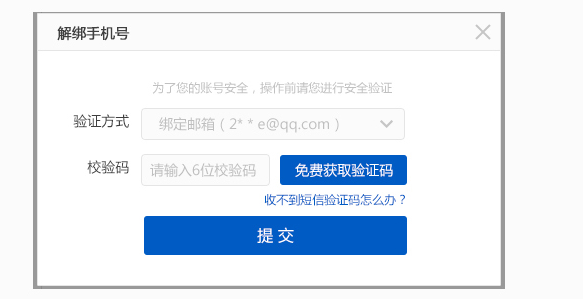 解绑手机号
为了您的账号安全，操作前请您进行安全验证
验证方式 绑定邮箱（2* * e@qq.com）
校验码 请输入6位校验码 免费获取验证码
收不到短信验证码怎么办？
提 交